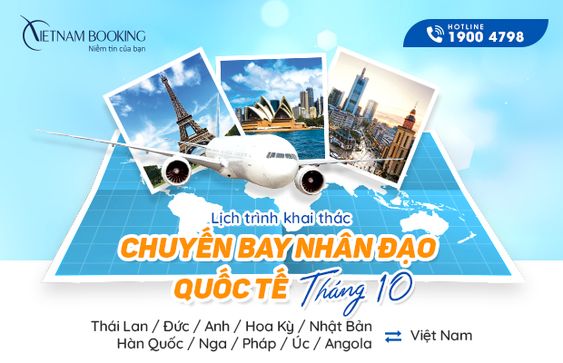 VIETNAM BOOKING
Niềm tin của bạn
HOTLINE
1900 4798
Lịch trình khai thác
CHUYẾN BAY NHÂN ĐẠO
QUỐC TẾ Tháng 10
Thái Lan / Đức / Anh / Hoa Kỳ / Nhật Bản
Hàn Quốc / Nga / Pháp / Úc / Angola ⇄ Việt Nam